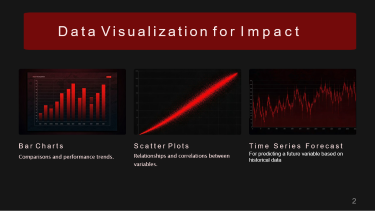 Data Visualization for Impact
Bar Charts
Comparisons and performance trends.
Scatter Plots
Relationships and correlations between
variables.
Time Series Forecast
For predicting a future variable based on
historical data
2